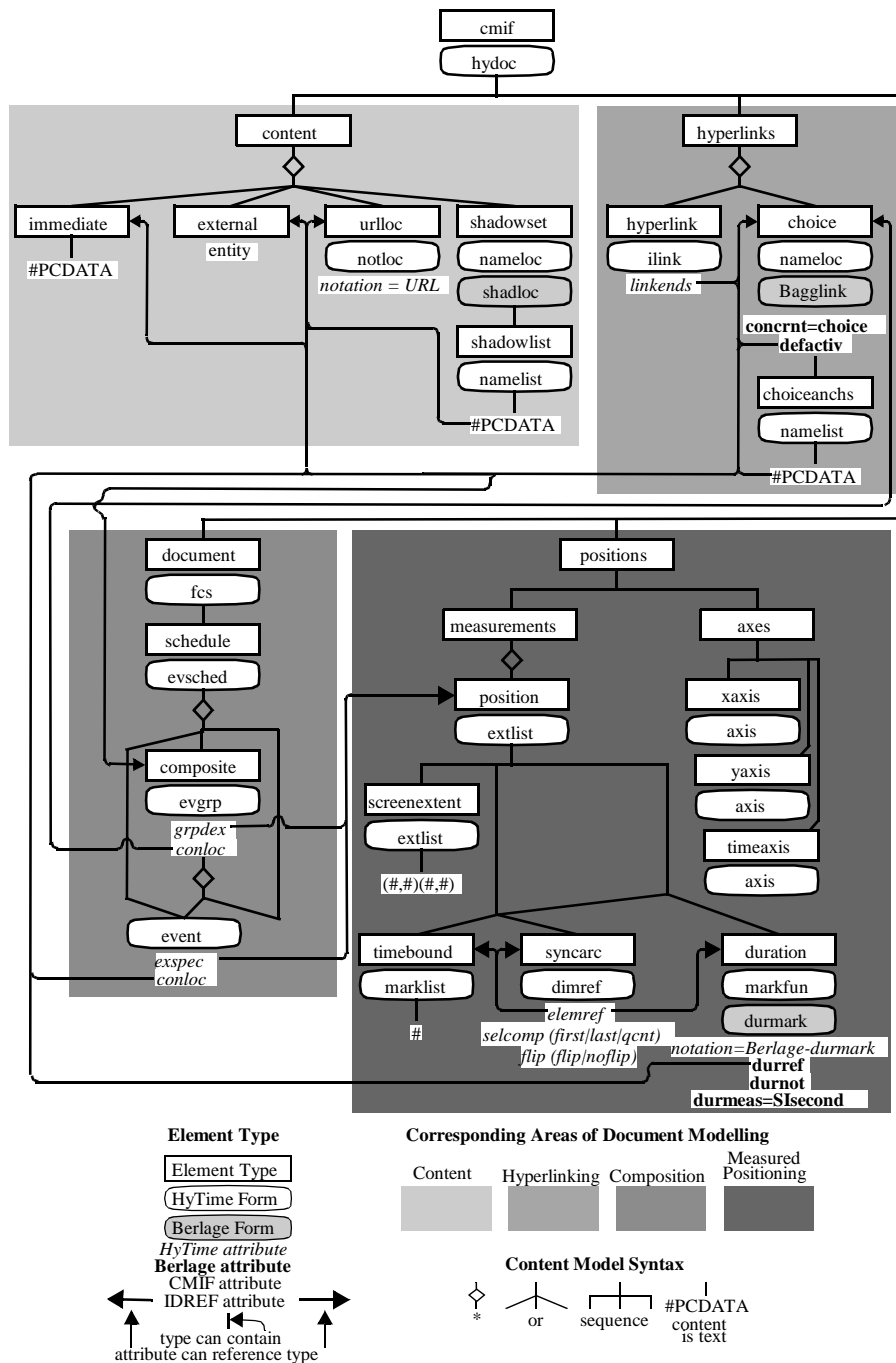 cmif
hydoc
content
hyperlinks
immediate
external
urlloc
shadowset
hyperlink
choice
#PCDATA
entity
notloc
nameloc
ilink
nameloc
notation = URL
shadloc
linkends
Bagglink
shadowlist
concrnt=choice
defactiv
namelist
choiceanchs
#PCDATA
namelist
#PCDATA
document
positions
fcs
schedule
measurements
axes
evsched
position
xaxis
extlist
axis
composite
yaxis
evgrp
screenextent
axis
grpdex
extlist
timeaxis
conloc
(#,#)(#,#)
axis
event
timebound
syncarc
duration
exspec
conloc
marklist
dimref
markfun
elemref
durmark
#
selcomp (first/last/qcnt)
flip (flip/noflip)
notation=Berlage-durmark
durref
durnot
durmeas=SIsecond
Element Type
Element Type
HyTime Form
Berlage Form
HyTime attribute
Berlage attribute
CMIF attribute
IDREF attribute
type can contain
attribute can reference type
Corresponding Areas of Document Modelling
Content
Hyperlinking
Composition
Measured
Positioning
Content Model Syntax
*
or
sequence
#PCDATA
content
is text